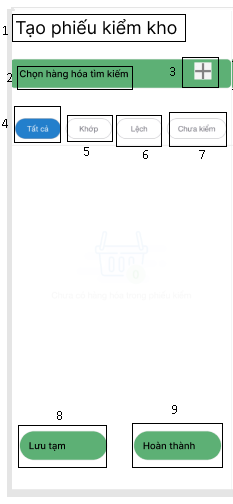 1 Tạo phiếu kiểm kho
2 Chọn hàng hóa tìm kiếm 3
4 Tất cả Khớp Lệch Chưa kiểm
5 6 7
8 9
Lưu tạm Hoàn thành